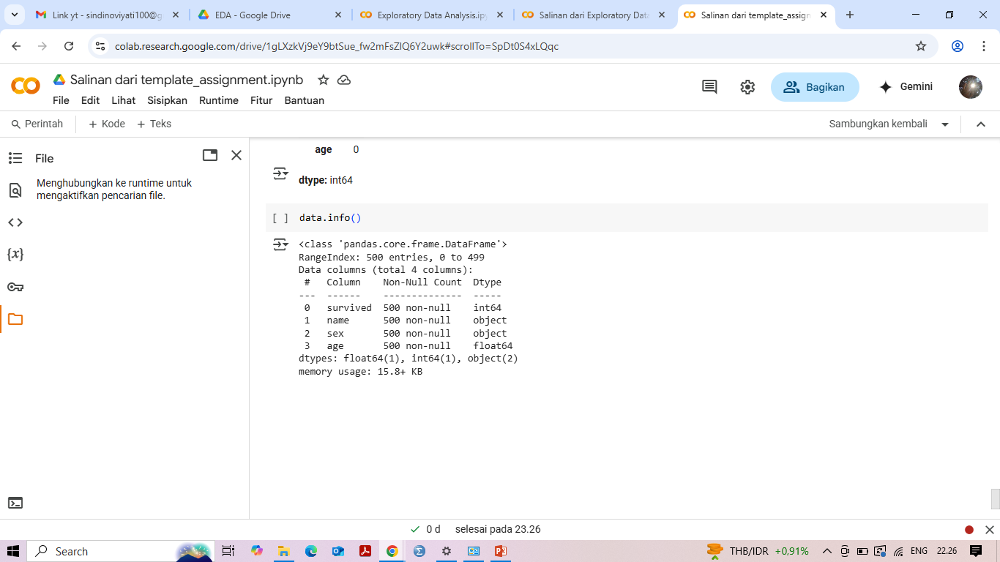 Link yt - sindinoviyati100@g
EDA - Google Drive
Exploratory Data Analysis.ip
Salinan dari Exploratory Dat
Salinan dari template_assign
colab.research.google.com/drive/1gLXzkVj9eY9btSue_fw2mFsZIQ6Y2uwk#scrollTo=SpDt0S4xLQqc
Salinan dari template_assignment.ipynb
File Edit Lihat Sisipkan Runtime Fitur Bantuan
Bagikan
Gemini
Perintah + Kode + Teks
Sambungkan kembali
File
Menghubungkan ke runtime untuk
mengaktifkan pencarian file.
{x}
age 0
dtype: int64
[ ] data.info()
<class 'pandas.core.frame.DataFrame'>
RangeIndex: 500 entries, 0 to 499
Data columns (total 4 columns):
# Column Non-Null Count Dtype
--- ------ -------------- -----
0 survived 500 non-null int64
1 name 500 non-null object
2 sex 500 non-null object
3 age 500 non-null float64
dtypes: float64(1), int64(1), object(2)
memory usage: 15.8+ KB
0 d selesai pada 23.26
Search
THB/IDR +0,91%
ENG
22.26